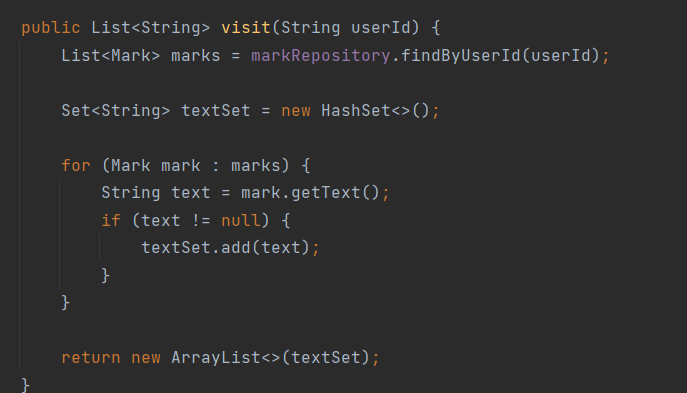 public List<String> visit(String userId) {
    List<Mark> marks = markRepository.findByUserId(userId);
    Set<String> textSet = new HashSet<>();
    for (Mark mark : marks) {
        String text = mark.getText();
        if (text != null) {
            textSet.add(text);
        }
    }
    return new ArrayList<>(textSet);
}